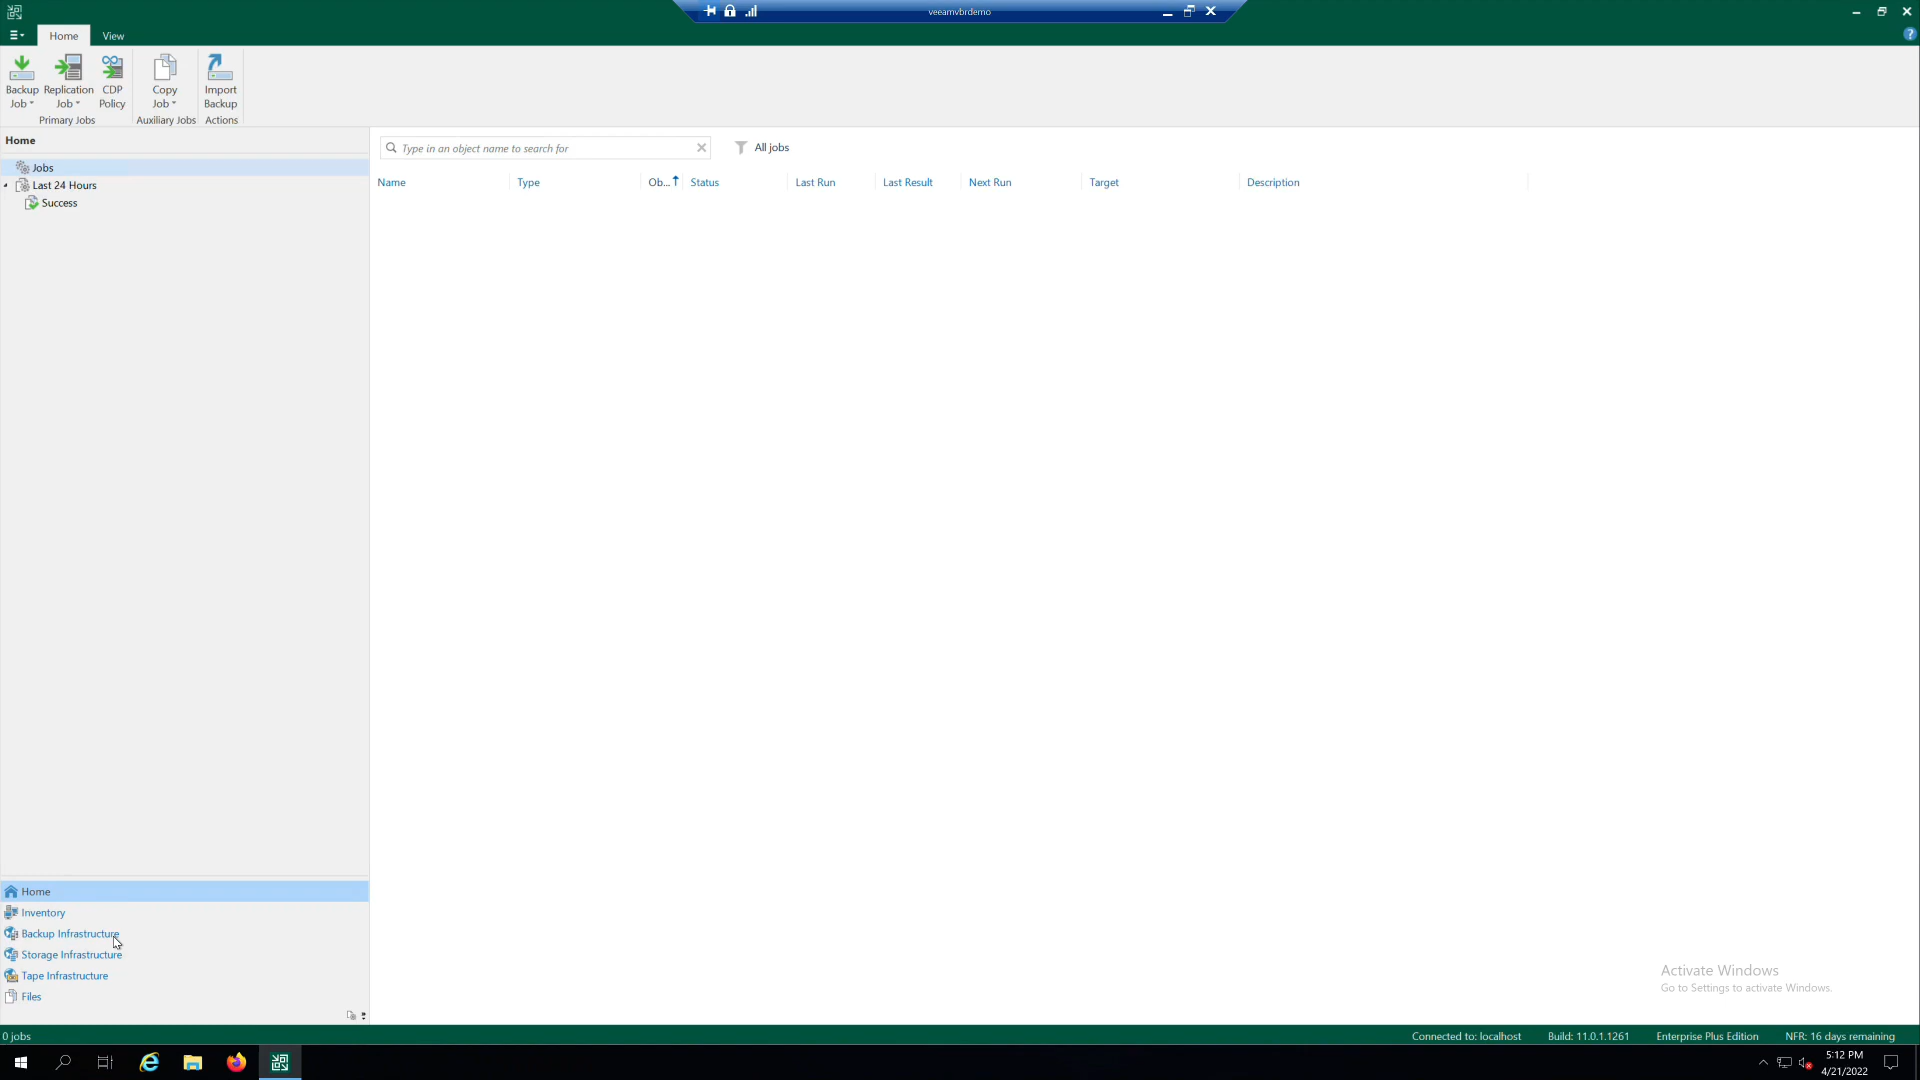 veeamvbrdemo
Home View
Backup Job
Replication Job
CDP Policy
Copy Job
Import Backup
Primary Jobs Auxiliary Jobs Actions
Home
Jobs
Last 24 Hours
Success
Type in an object name to search for
All jobs
Name Type Ob... Status Last Run Last Result Next Run Target Description
Home
Inventory
Backup Infrastructure
Storage Infrastructure
Tape Infrastructure
Files
Activate Windows
Go to Settings to activate Windows.
0 jobs Connected to: localhost Build: 11.0.1.1261 Enterprise Plus Edition NFR: 16 days remaining
5:12 PM
4/21/2022